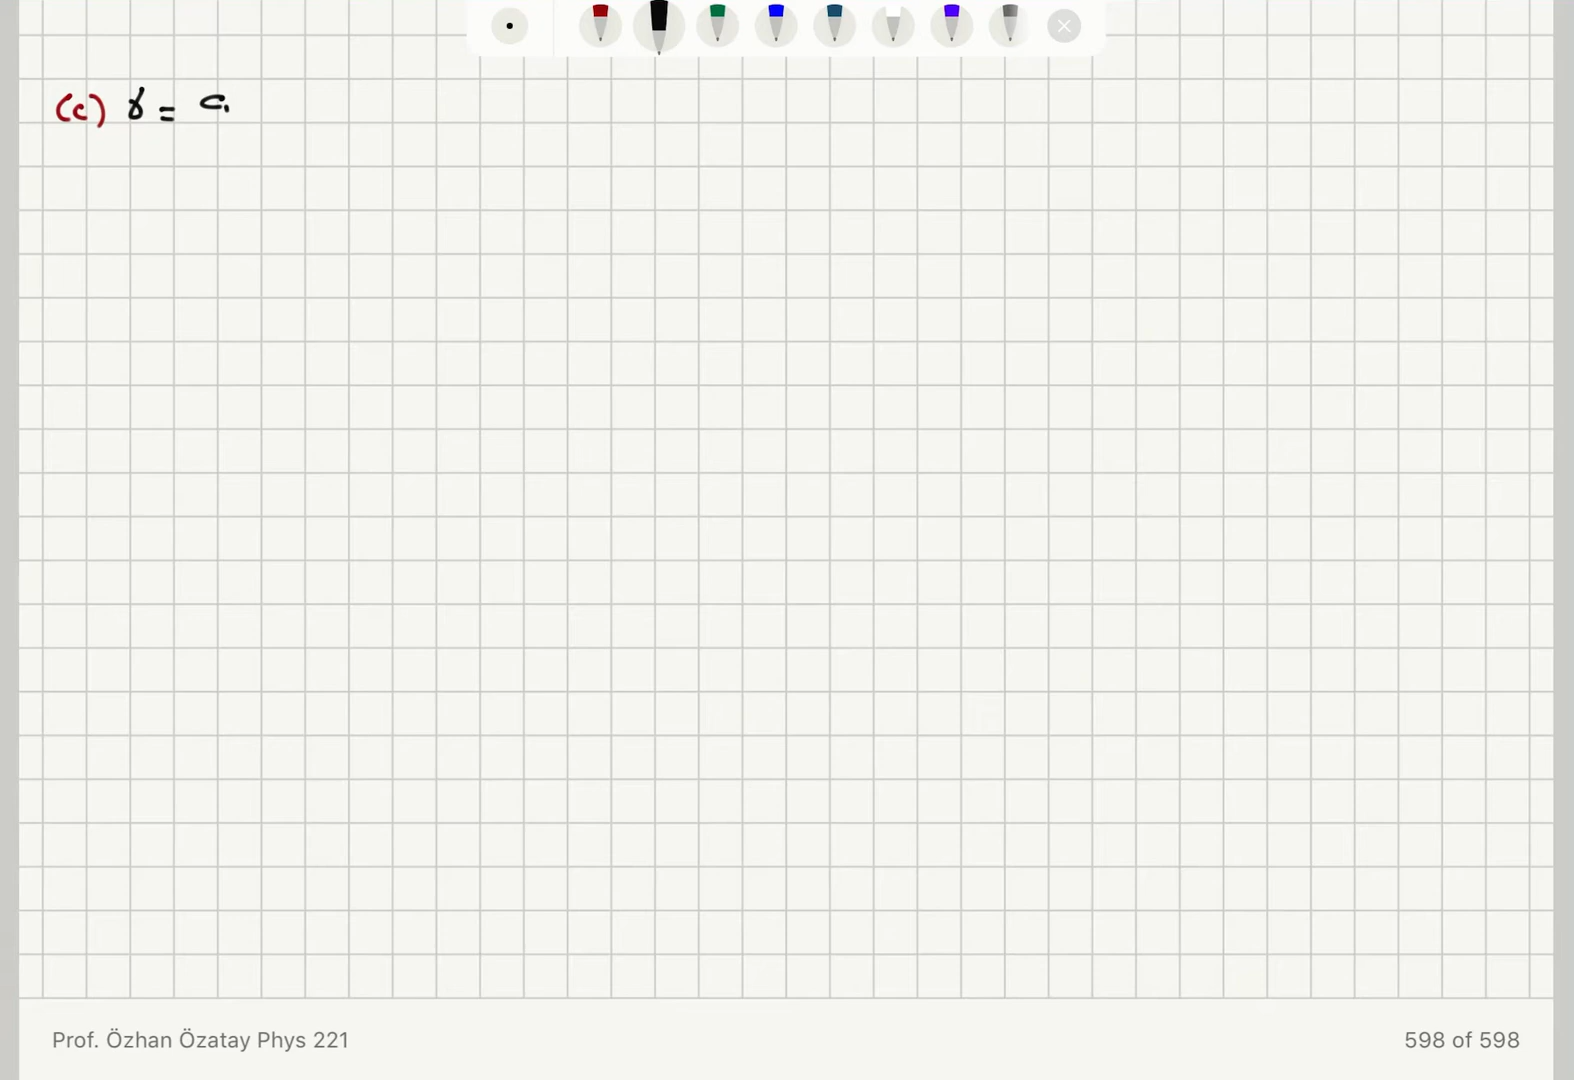 (c) γ =
Prof. Özhan Özatay Phys 221
598 of 598